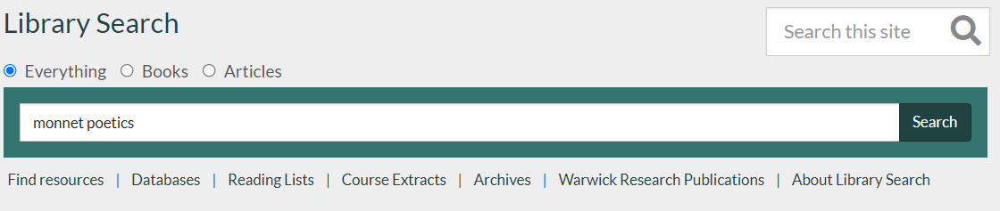 Library Search
Search this site
Everything Books Articles
monnet poetics Search
Find resources | Databases | Reading Lists | Course Extracts | Archives | Warwick Research Publications | About Library Search